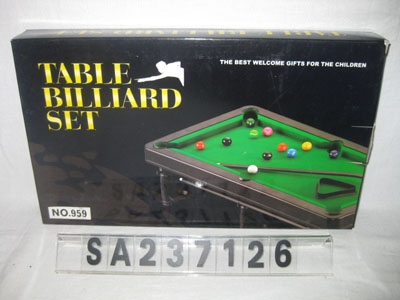 TABLE
BILLIARD
SET
THE BEST WELCOME GIFTS FOR THE CHILDREN
NO.959
SA237126